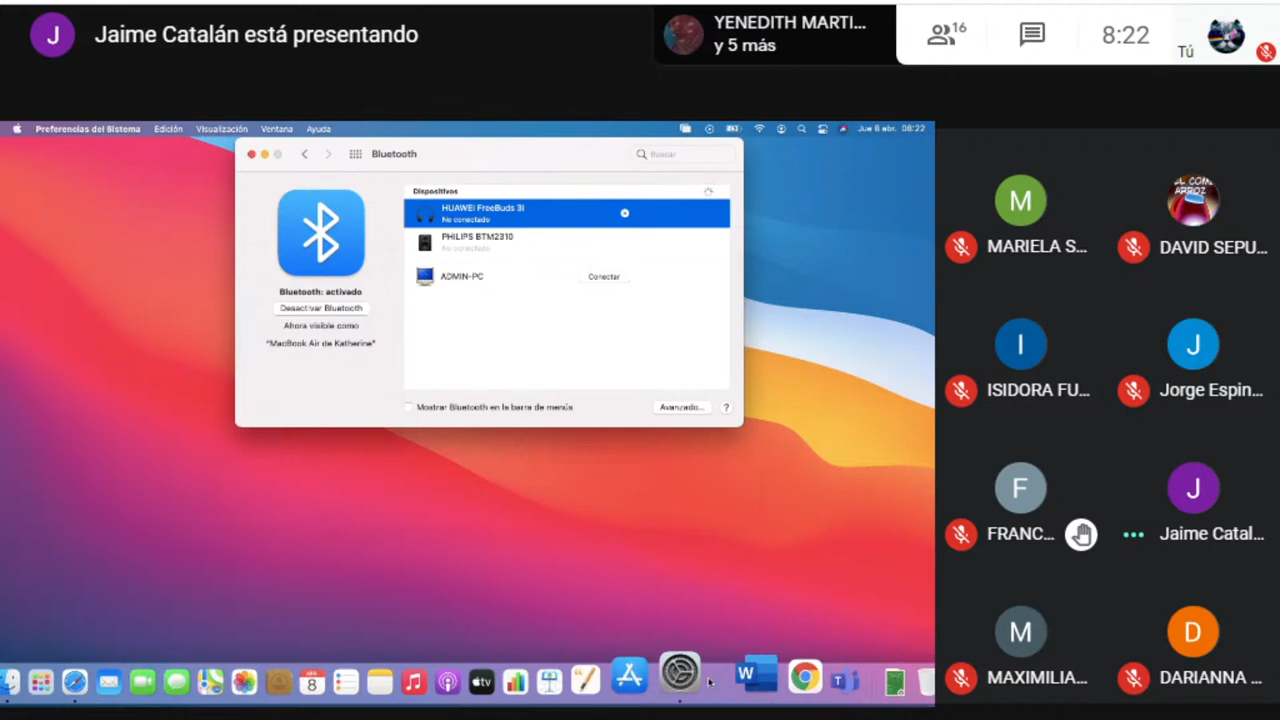 J
Jaime Catalán está presentando
YENEDITH MARTI...
y 5 más
16
8:22
Tú
Preferencias del Sistema Edición Visualización Ventana Ayuda
Jue 8 abr. 08:22
Bluetooth
Buscar
Dispositivos
HUAWEI FreeBuds 3i
No conectado
PHILIPS BTM2310
No conectado
ADMIN-PC
Conectar
Bluetooth: activado
Desactivar Bluetooth
Ahora visible como
"MacBook Air de Katherine"
Mostrar Bluetooth en la barra de menús
Avanzado...
?
M
MARIELA S...
DAVID SEPU...
I
ISIDORA FU...
J
Jorge Espin...
F
FRANC...
J
Jaime Catal...
M
MAXIMILIA...
D
DARIANNA ...
8
tv
W
T